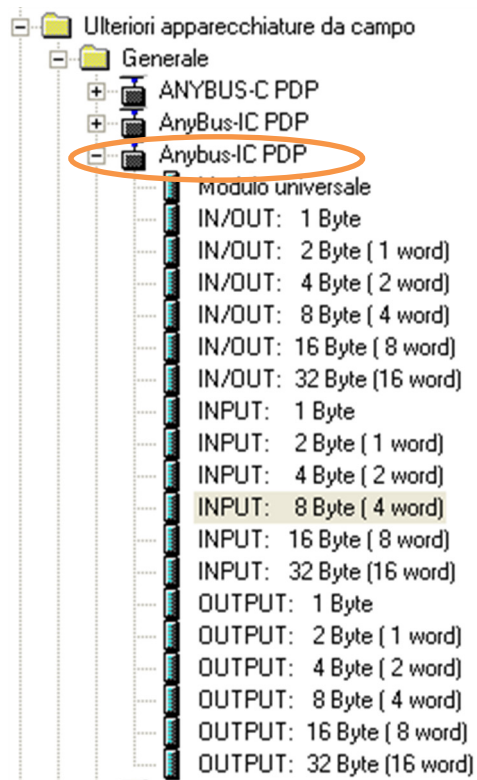 Ulteriori apparecchiature da campo
Generale
ANYBUS-C PDP
AnyBus-IC PDP
Anybus-IC PDP
Modulo universale
IN/OUT: 1 Byte
IN/OUT: 2 Byte ( 1 word)
IN/OUT: 4 Byte ( 2 word)
IN/OUT: 8 Byte ( 4 word)
IN/OUT: 16 Byte ( 8 word)
IN/OUT: 32 Byte (16 word)
INPUT: 1 Byte
INPUT: 2 Byte ( 1 word)
INPUT: 4 Byte ( 2 word)
INPUT: 8 Byte ( 4 word)
INPUT: 16 Byte ( 8 word)
INPUT: 32 Byte (16 word)
OUTPUT: 1 Byte
OUTPUT: 2 Byte ( 1 word)
OUTPUT: 4 Byte ( 2 word)
OUTPUT: 8 Byte ( 4 word)
OUTPUT: 16 Byte ( 8 word)
OUTPUT: 32 Byte (16 word)